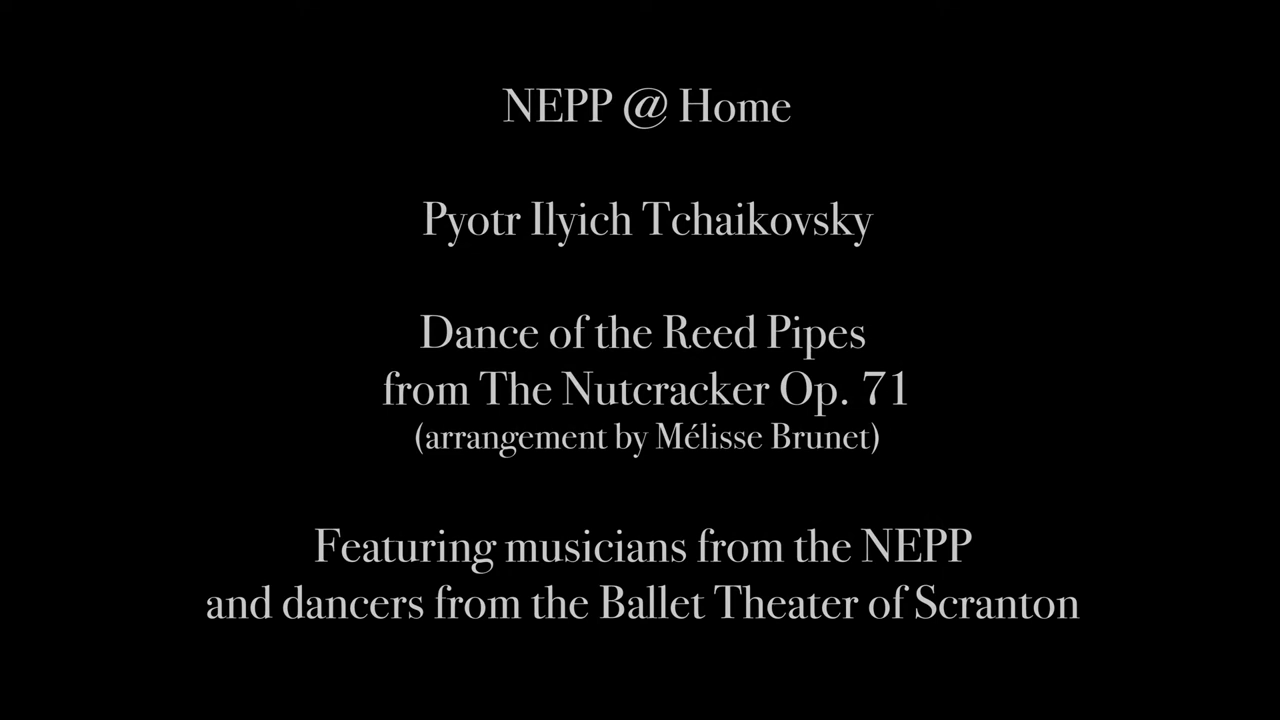 NEPP @ Home
Pyotr Ilyich Tchaikovsky
Dance of the Reed Pipes
from The Nutcracker Op. 71
(arrangement by Mélisse Brunet)
Featuring musicians from the NEPP
and dancers from the Ballet Theater of Scranton